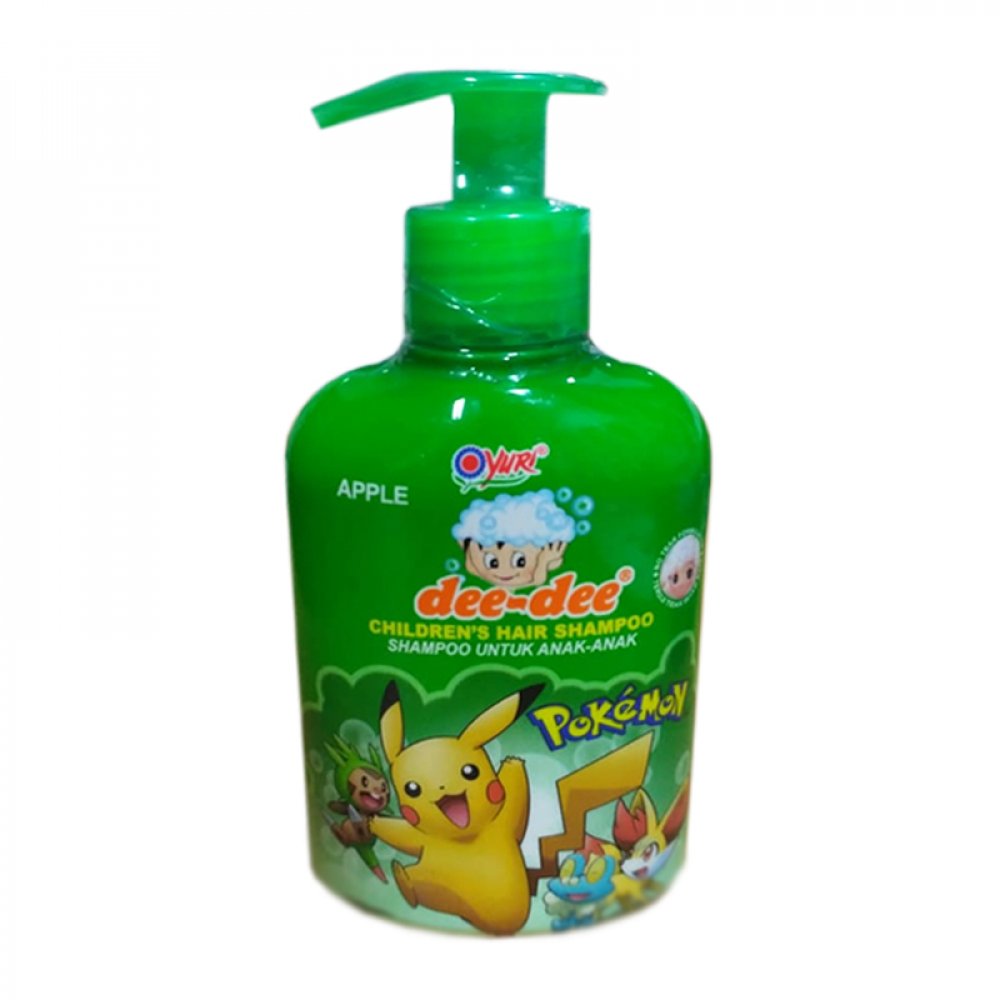 YURI®
APPLE
dee-dee®
CHILDREN'S HAIR SHAMPOO
SHAMPOO UNTUK ANAK-ANAK
POKéMON